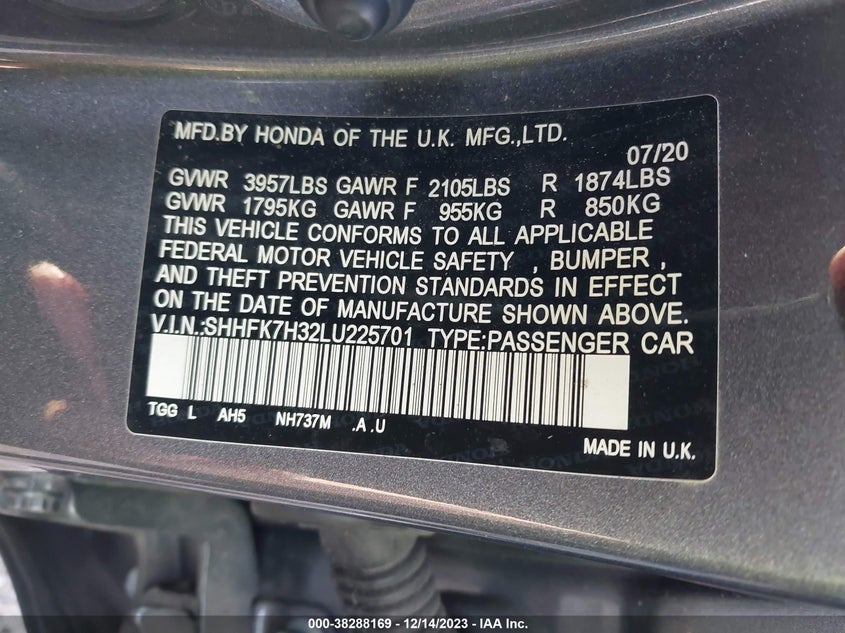 MFD.BY HONDA OF THE U.K. MFG.,LTD.
07/20
GVWR 3957LBS GAWR F 2105LBS R 1874LBS
GVWR 1795KG GAWR F 955KG R 850KG
THIS VEHICLE CONFORMS TO ALL APPLICABLE
FEDERAL MOTOR VEHICLE SAFETY , BUMPER ,
AND THEFT PREVENTION STANDARDS IN EFFECT
ON THE DATE OF MANUFACTURE SHOWN ABOVE.
V.I.N.:SHHFK7H32LU225701 TYPE:PASSENGER CAR
TGG L AH5 NH737M .A .U
MADE IN U.K.
000-38288169 - 12/14/2023 - IAA Inc.